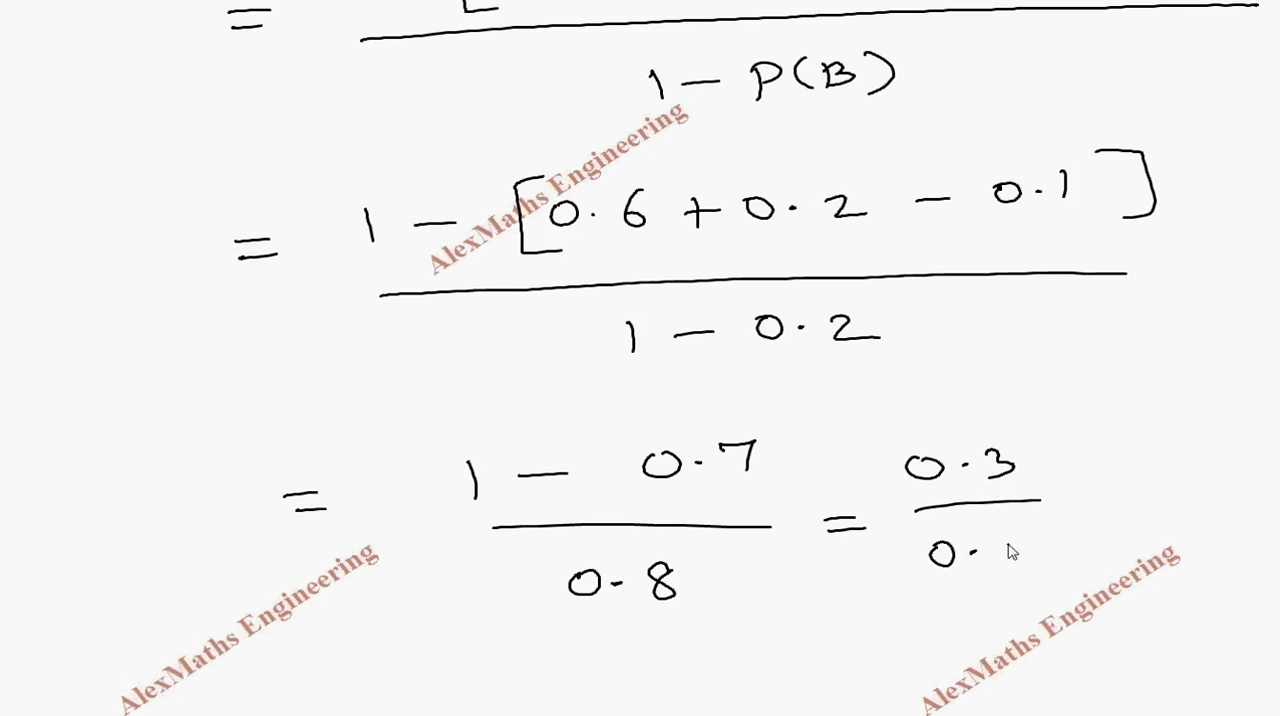 =
1 - P(B)
AlexMaths Engineering
= 1 - [0.6 + 0.2 - 0.1]
1 - 0.2
= 1 - 0.7 = 0.3
0.8 0.
AlexMaths Engineering
AlexMaths Engineering